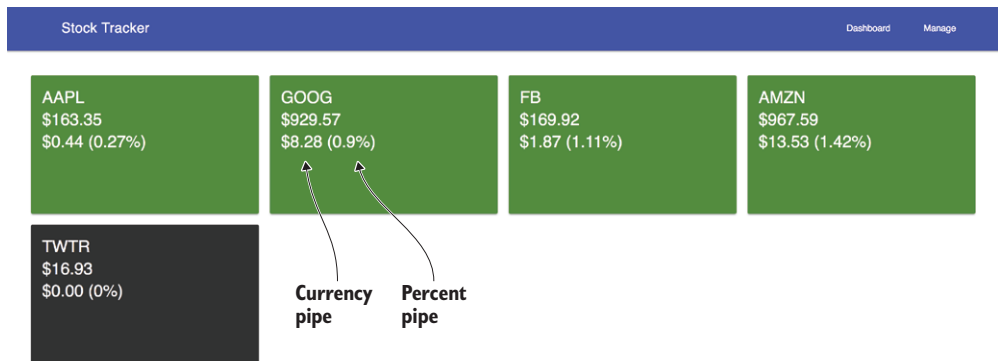 Stock Tracker
Dashboard
Manage
AAPL
$163.35
$0.44 (0.27%)
GOOG
$929.57
$8.28 (0.9%)
FB
$169.92
$1.87 (1.11%)
AMZN
$967.59
$13.53 (1.42%)
TWTR
$16.93
$0.00 (0%)
Currency
pipe
Percent
pipe